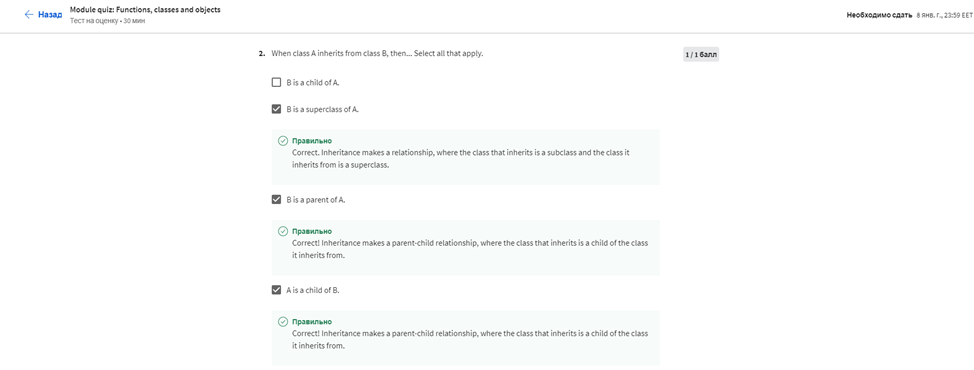 Назад
Module quiz: Functions, classes and objects
Тест на оценку • 30 мин
Необходимо сдать 8 янв. г., 23:59 EET
2. When class A inherits from class B, then... Select all that apply.
1 / 1 балл
B is a child of A.
B is a superclass of A.
Правильно
Correct. Inheritance makes a relationship, where the class that inherits is a subclass and the class it
inherits from is a superclass.
B is a parent of A.
Правильно
Correct! Inheritance makes a parent-child relationship, where the class that inherits is a child of the class
it inherits from.
A is a child of B.
Правильно
Correct! Inheritance makes a parent-child relationship, where the class that inherits is a child of the class
it inherits from.